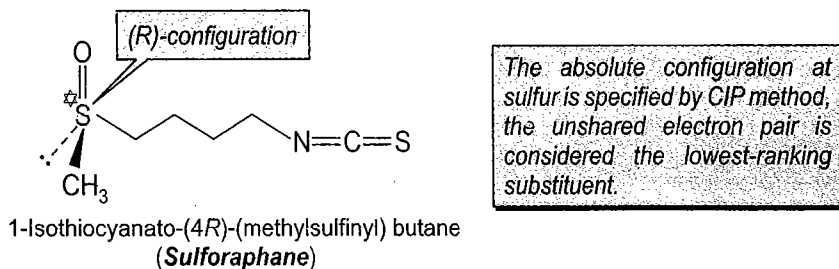 (R)-configuration
O
S
N=C=S
CH₃
1-Isothiocyanato-(4R)-(methylsulfinyl) butane
(Sulforaphane)
The absolute configuration at
sulfur is specified by CIP method,
the unshared electron pair is
considered the lowest-ranking
substituent.